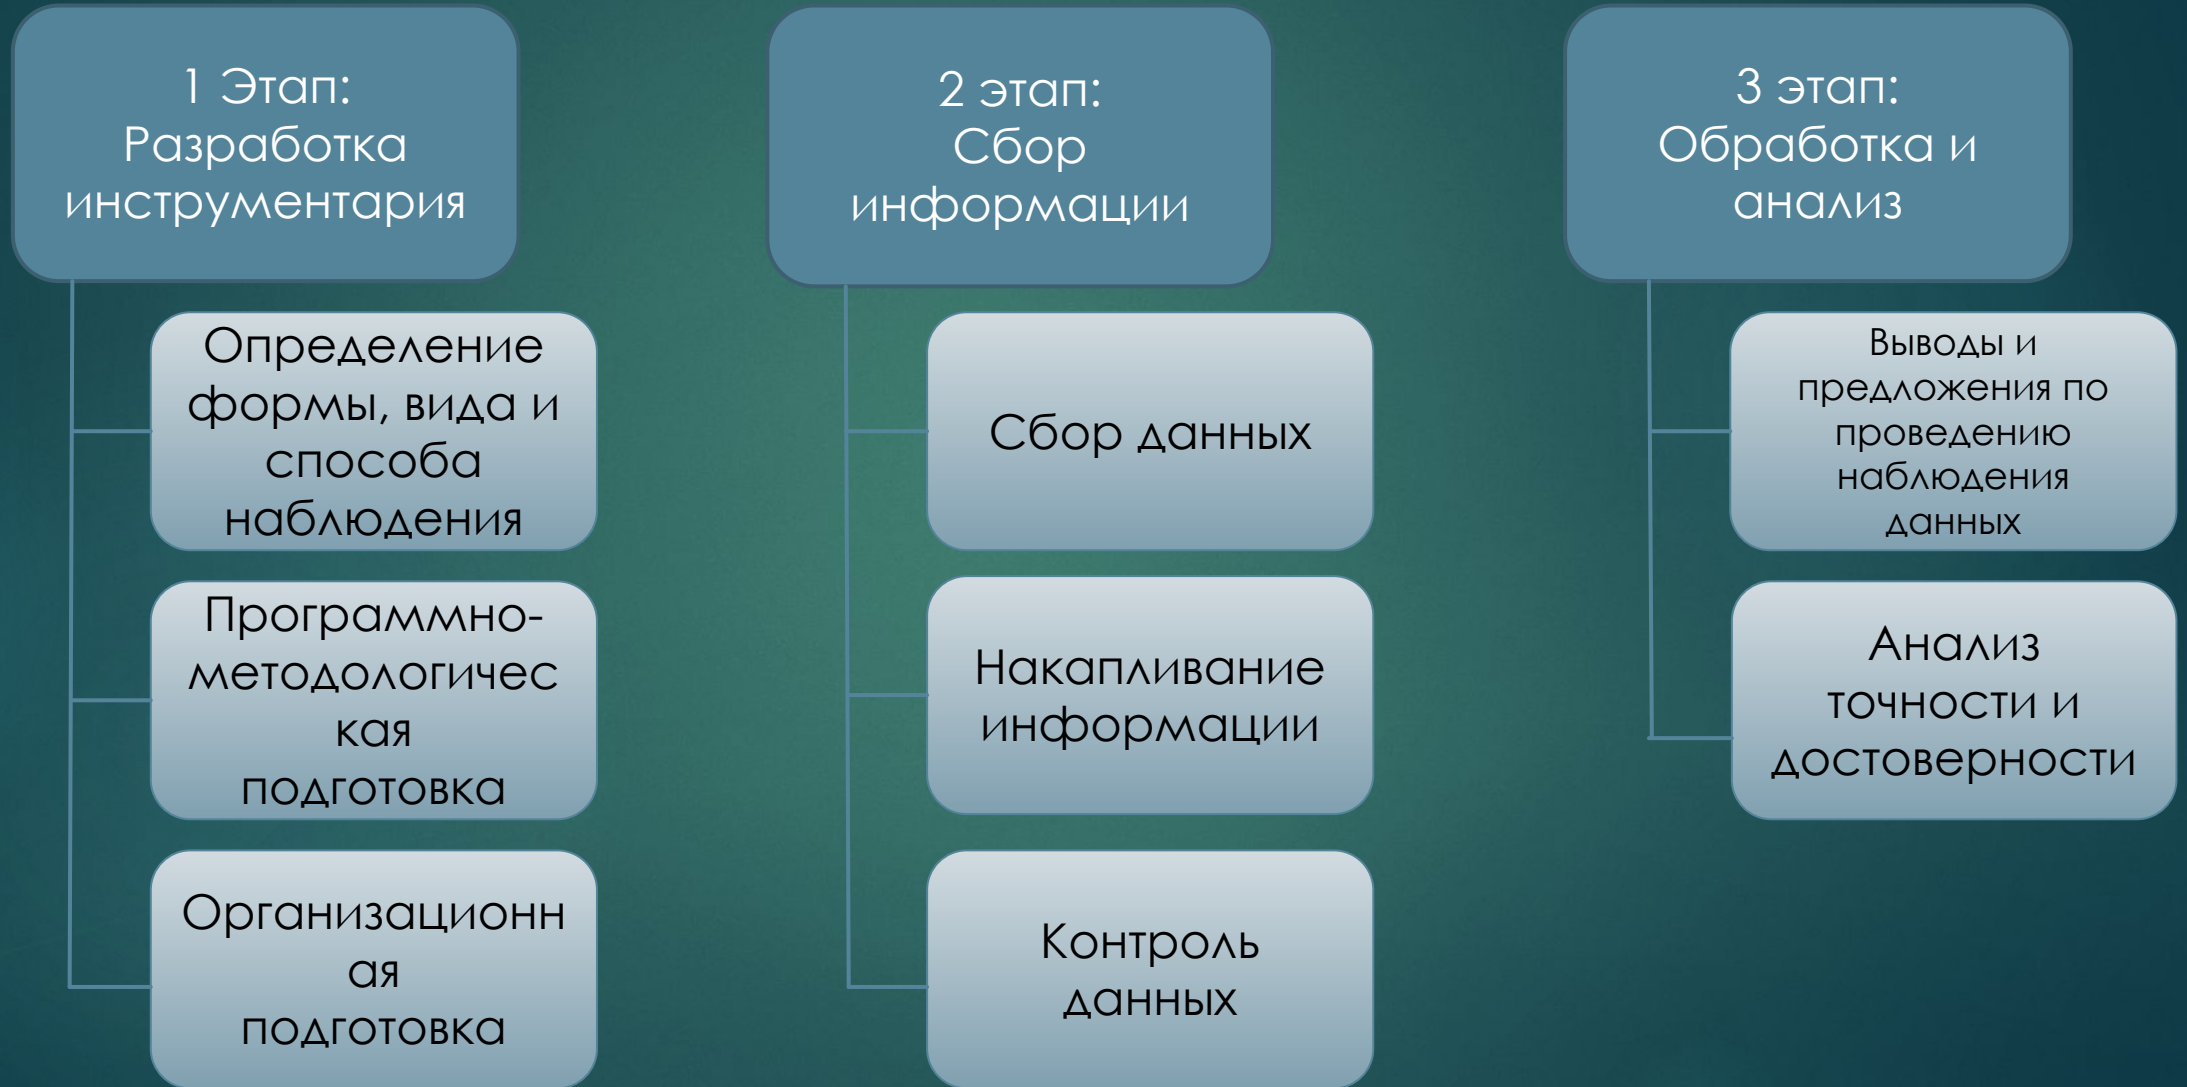 1 Этап:
Разработка
инструментария
Определение
формы, вида и
способа
наблюдения
Программно-
методологичес
кая
подготовка
Организационн
ая
подготовка
2 этап:
Сбор
информации
Сбор данных
Накапливание
информации
Контроль
данных
3 этап:
Обработка и
анализ
Выводы и
предложения по
проведению
наблюдения
данных
Анализ
точности и
достоверности